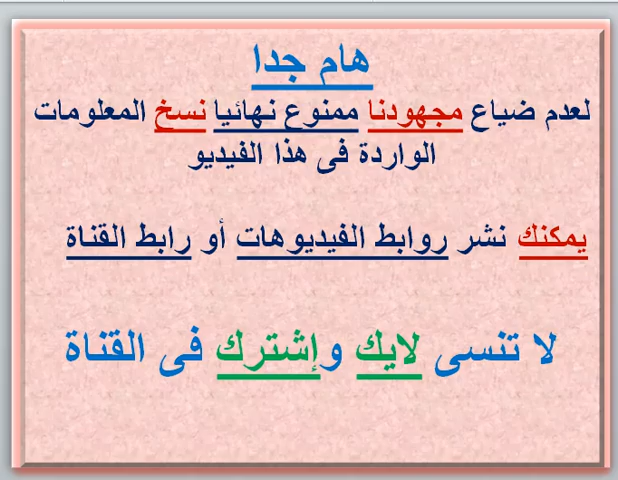 هام جدا
لعدم ضياع مجهودنا ممنوع نهائيا نسخ المعلومات
الواردة فى هذا الفيديو
يمكنك نشر روابط الفيديوهات أو رابط القناة
لا تنسى لايك وإشترك فى القناة